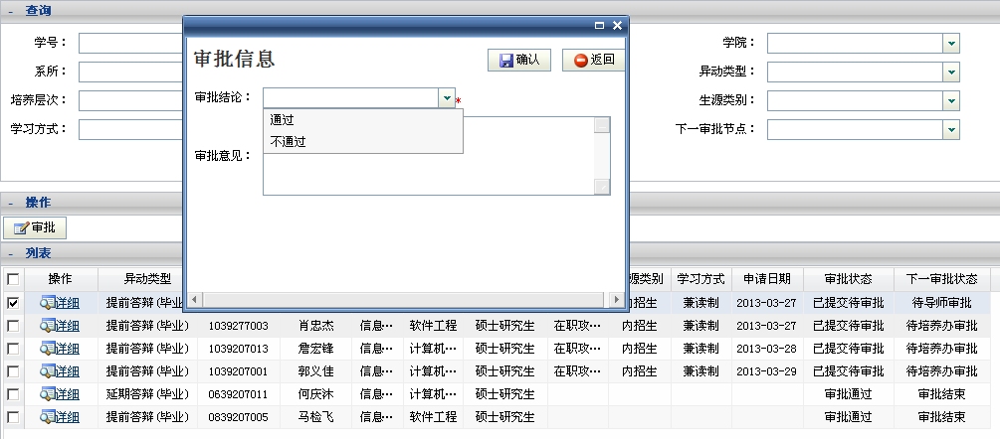 - 查询
学号：
学院：
系所：
异动类型：
培养层次：
生源类别：
学习方式：
下一审批节点：
审批信息
确认 返回
审批结论： *
通过
不通过
审批意见：
- 操作
审批
- 列表
操作 异动类型 源类别 学习方式 申请日期 审批状态 下一审批状态
详细 提前答辩(毕业) 内招生 兼读制 2013-03-27 已提交待审批 待导师审批
详细 提前答辩(毕业) 1039277003 肖忠杰 信息… 软件工程 硕士研究生 在职攻… 内招生 兼读制 2013-03-27 已提交待审批 待培养办审批
详细 提前答辩(毕业) 1039207013 詹宏锋 信息… 计算机… 硕士研究生 在职攻… 内招生 兼读制 2013-03-28 已提交待审批 待培养办审批
详细 提前答辩(毕业) 1039207001 郭义佳 信息… 计算机… 硕士研究生 在职攻… 内招生 兼读制 2013-03-29 已提交待审批 待培养办审批
详细 延期答辩(毕业) 0639207011 何庆沐 信息… 计算机… 硕士研究生 审批通过 审批结束
详细 提前答辩(毕业) 0839207005 马检飞 信息… 软件工程 硕士研究生 审批通过 审批结束